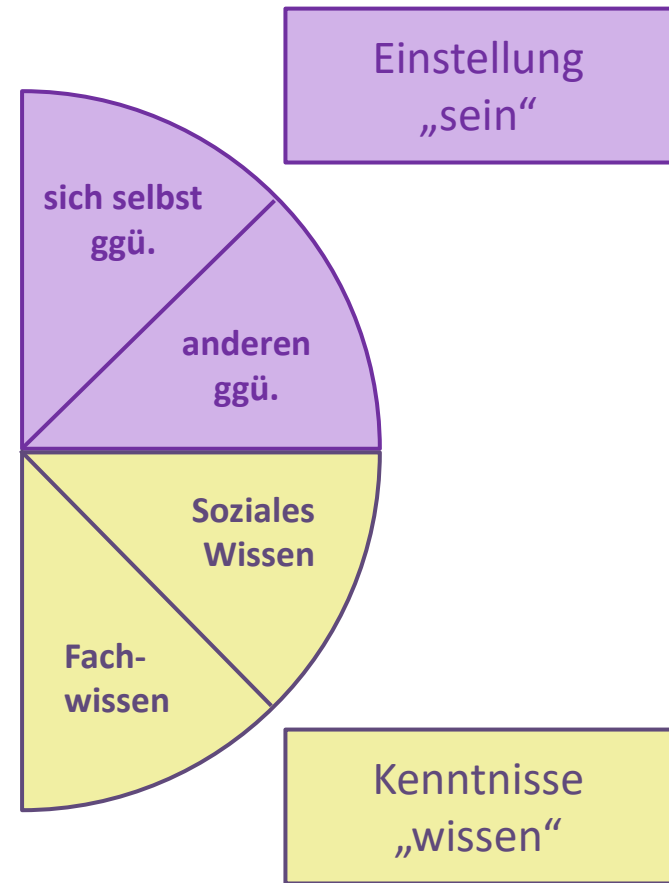 Einstellung
„sein“
sich selbst
ggü.
anderen
ggü.
Soziales
Wissen
Fach-
wissen
Kenntnisse
„wissen“